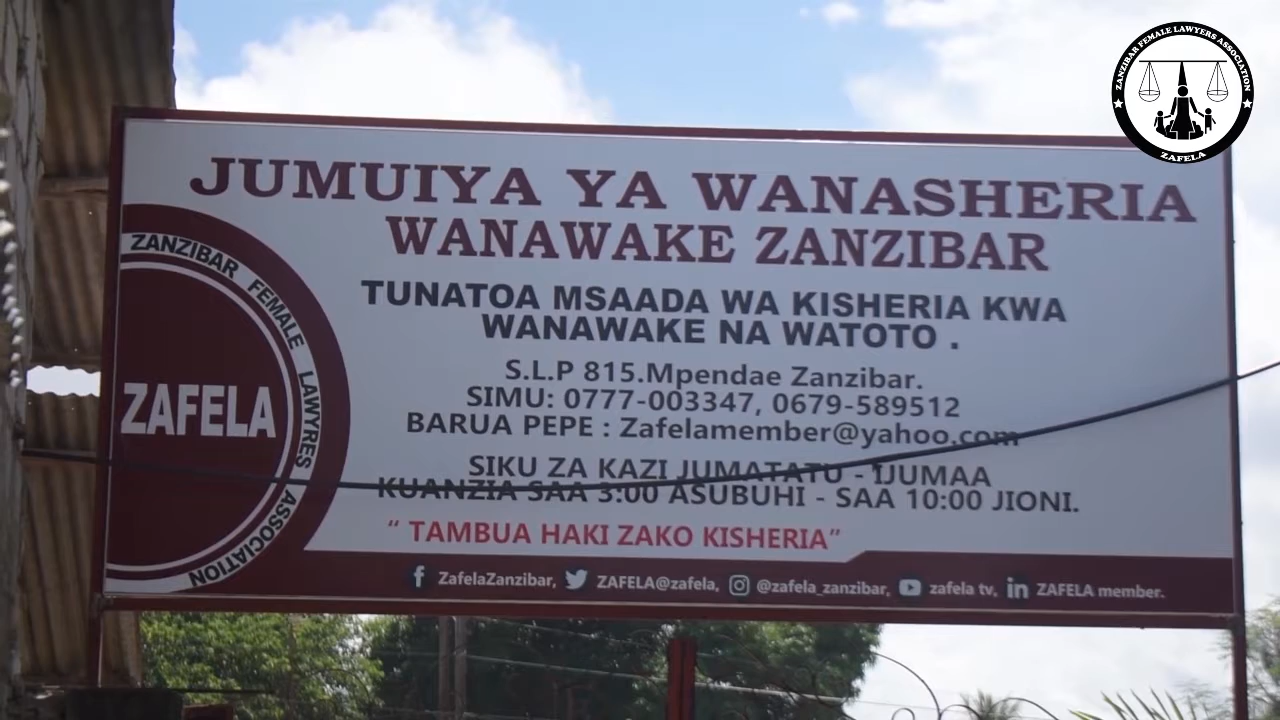 ZANZIBAR FEMALE LAWYERS ASSOCIATION
ZAFELA
JUMUIYA YA WANASHERIA
WANAWAKE ZANZIBAR
ZANZIBAR FEMALE LAWYRES ASSOCIATION
ZAFELA
TUNATOA MSAADA WA KISHERIA KWA
WANAWAKE NA WATOTO .
S.L.P 815.Mpendae Zanzibar.
SIMU: 0777-003347, 0679-589512
BARUA PEPE : Zafelamember@yahoo.com
SIKU ZA KAZI JUMATATU - IJUMAA
KUANZIA SAA 3:00 ASUBUHI - SAA 10:00 JIONI.
“ TAMBUA HAKI ZAKO KISHERIA”
ZafelaZanzibar, ZAFELA@zafela, @zafela_zanzibar, zafela tv, ZAFELA member.